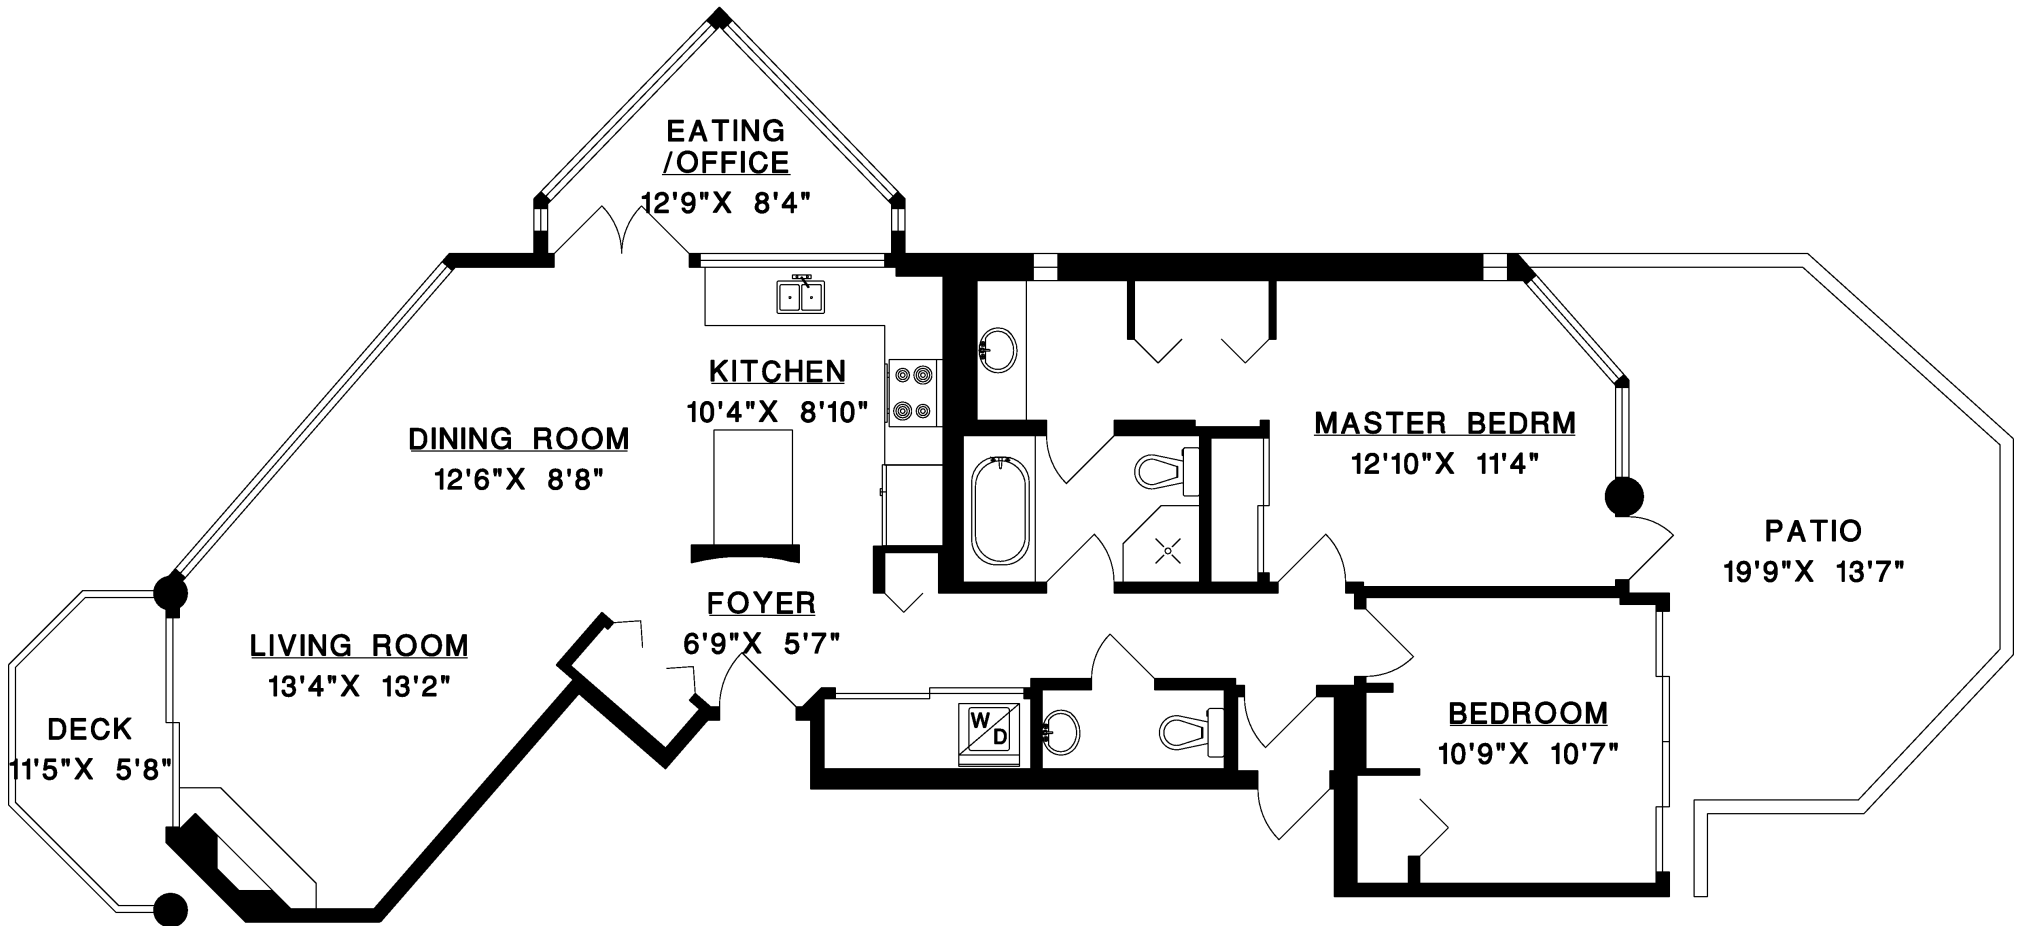 EATING
/OFFICE
12'9"X 8'4"
KITCHEN
10'4"X 8'10"
DINING ROOM
12'6"X 8'8"
MASTER BEDRM
12'10"X 11'4"
PATIO
19'9"X 13'7"
FOYER
6'9"X 5'7"
LIVING ROOM
13'4"X 13'2"
DECK
11'5"X 5'8"
W
D
BEDROOM
10'9"X 10'7"